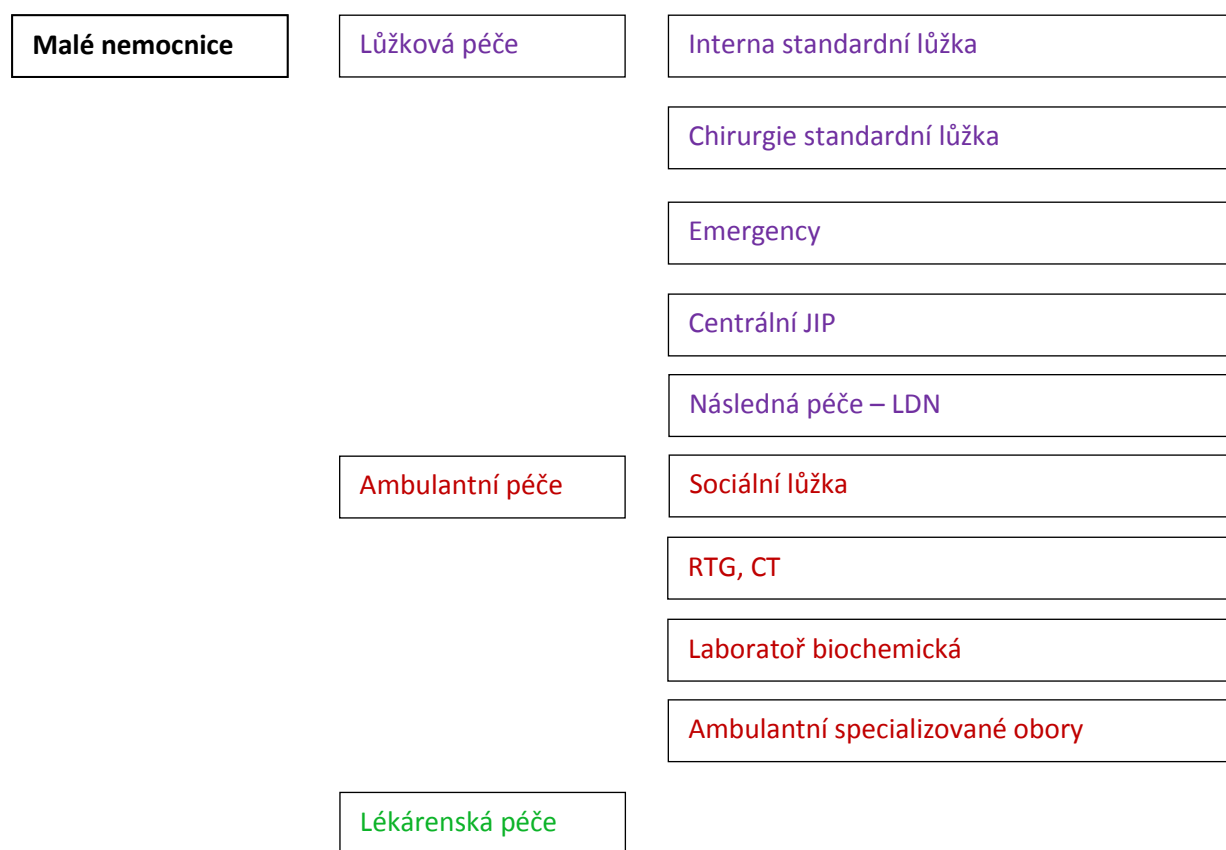 Malé nemocnice
Lůžková péče
Interna standardní lůžka
Chirurgie standardní lůžka
Emergency
Centrální JIP
Následná péče – LDN
Ambulantní péče
Sociální lůžka
RTG, CT
Laboratoř biochemická
Ambulantní specializované obory
Lékárenská péče